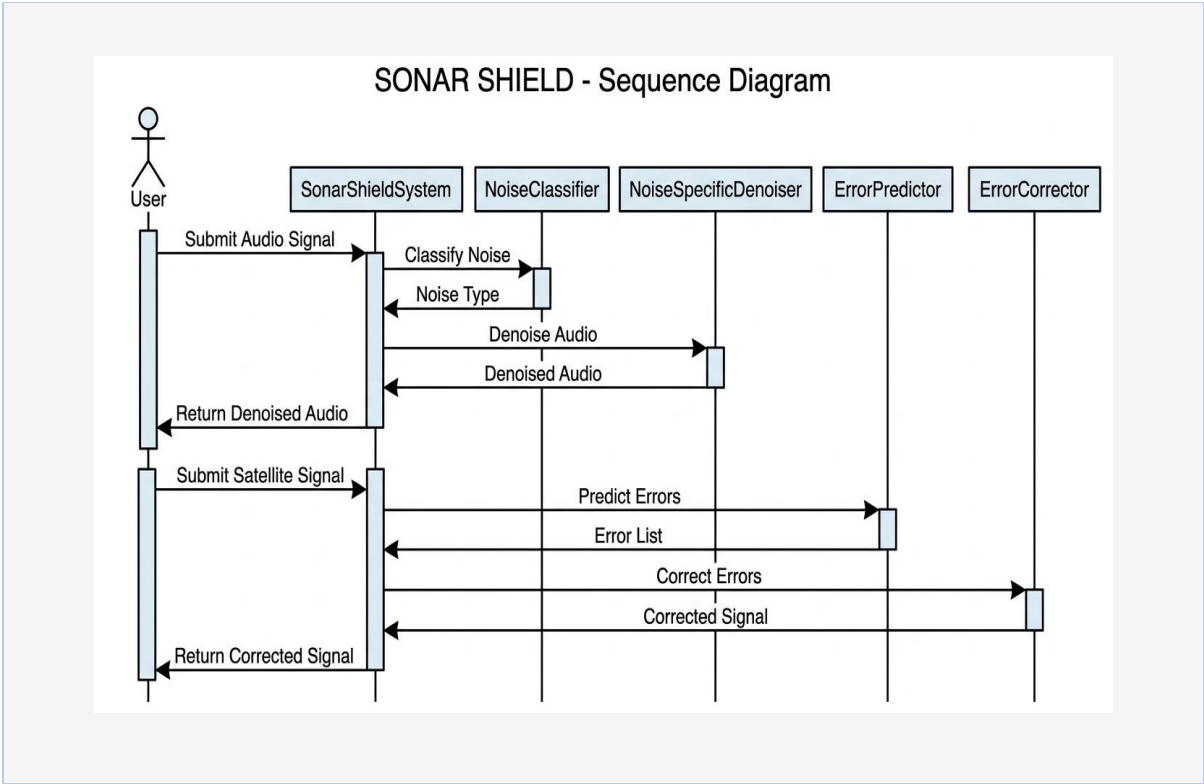 SONAR SHIELD - Sequence Diagram
User
SonarShieldSystem
NoiseClassifier
NoiseSpecificDenoiser
ErrorPredictor
ErrorCorrector
Submit Audio Signal
Classify Noise
Noise Type
Denoise Audio
Denoised Audio
Return Denoised Audio
Submit Satellite Signal
Predict Errors
Error List
Correct Errors
Corrected Signal
Return Corrected Signal